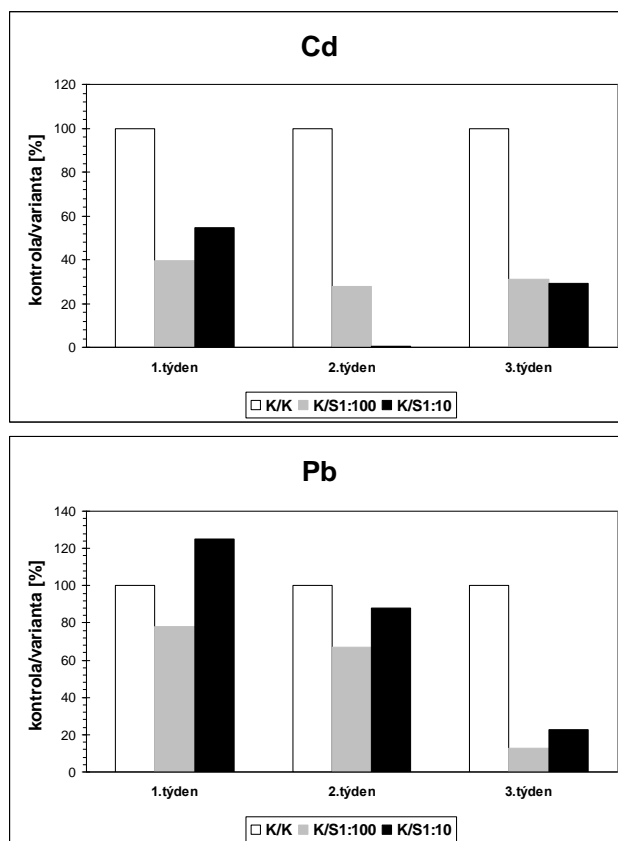 Cd
kontrola/varianta [%]
120
100
80
60
40
20
0
1.týden 2.týden 3.týden
K/K K/S1:100 K/S1:10
Pb
kontrola/varianta [%]
140
120
100
80
60
40
20
0
1.týden 2.týden 3.týden
K/K K/S1:100 K/S1:10